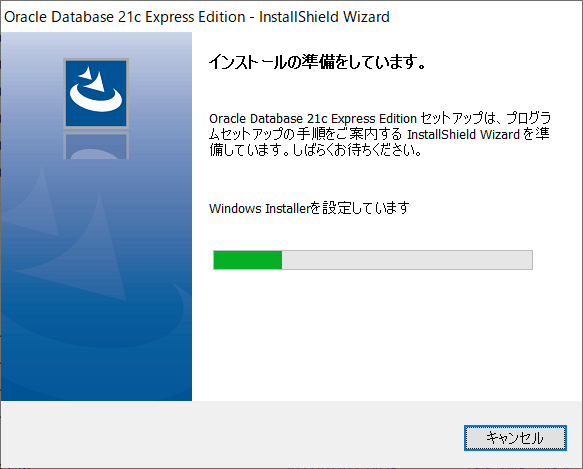 Oracle Database 21c Express Edition - InstallShield Wizard
インストールの準備をしています。
Oracle Database 21c Express Edition セットアップは、プログラ
ムセットアップの手順をご案内する InstallShield Wizard を準
備しています。しばらくお待ちください。
Windows Installerを設定しています
キャンセル